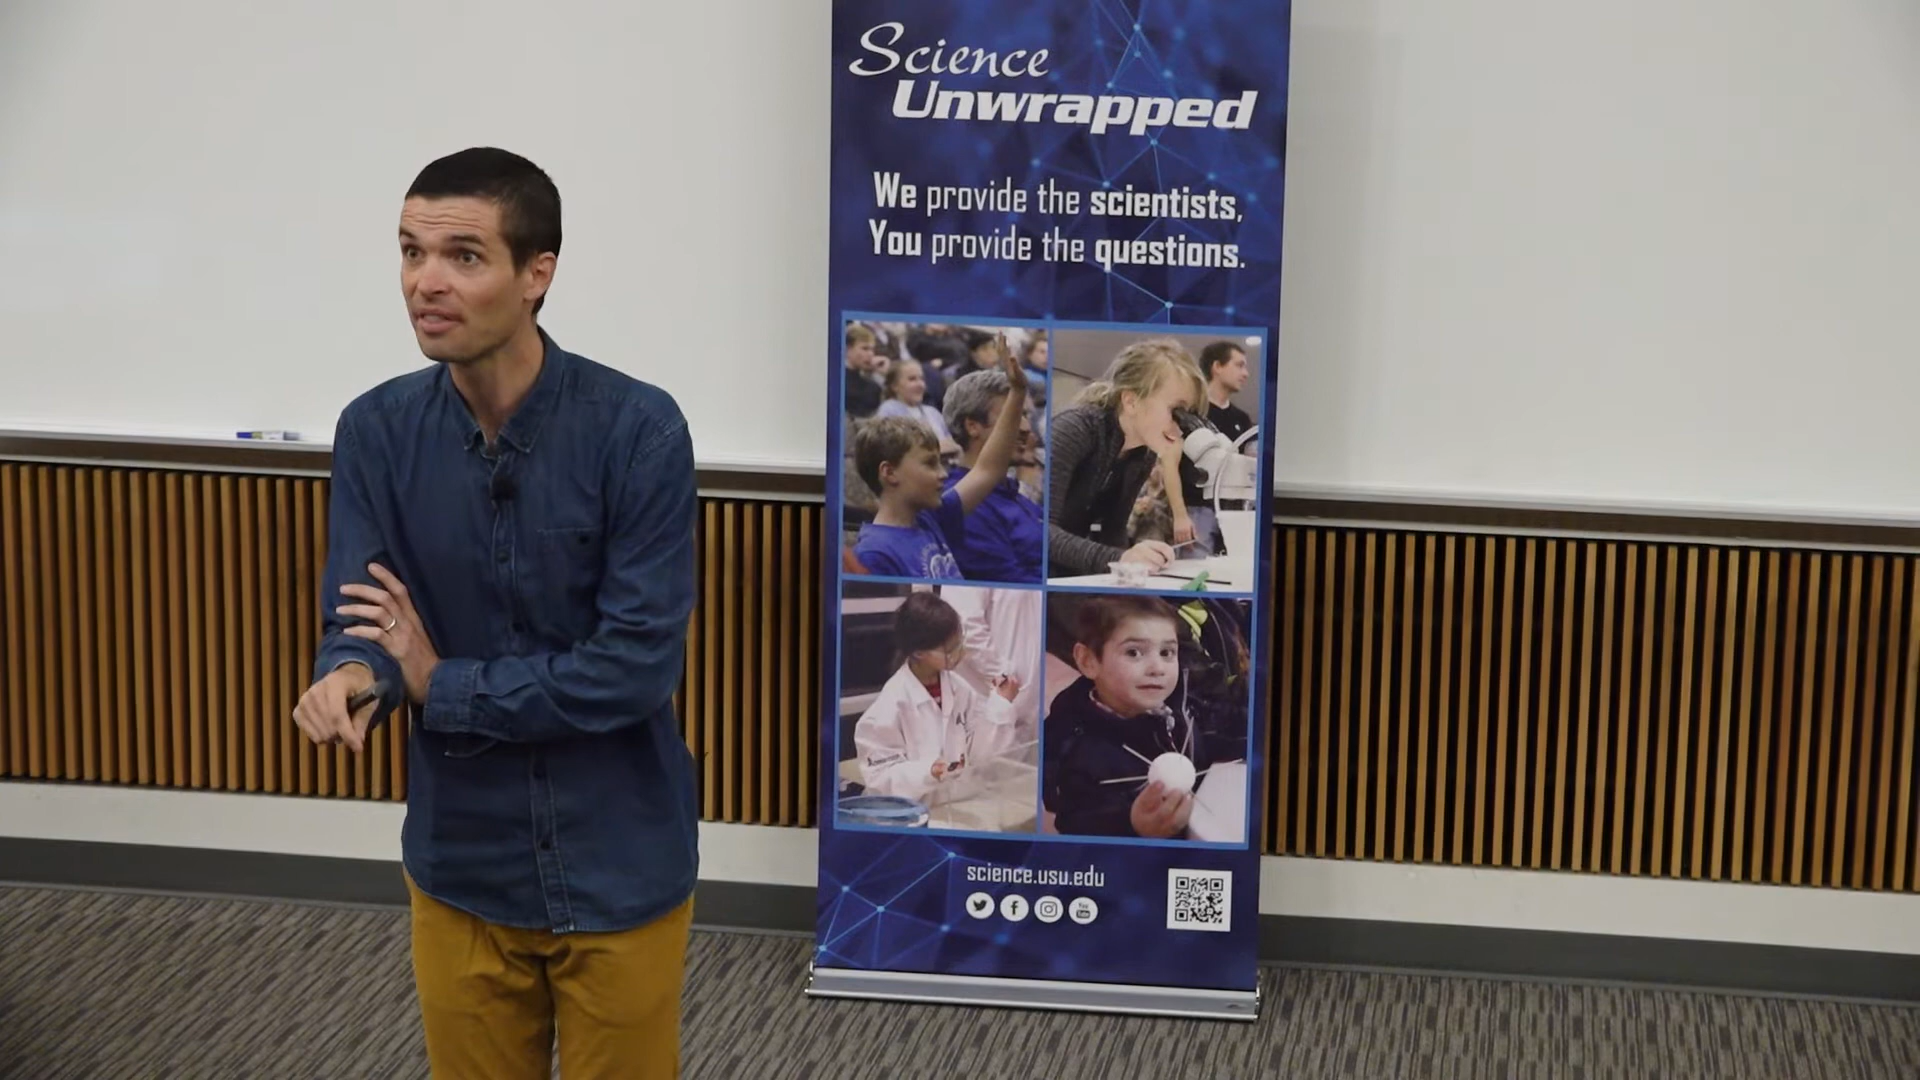 Science
Unwrapped
We provide the scientists,
You provide the questions.
science.usu.edu